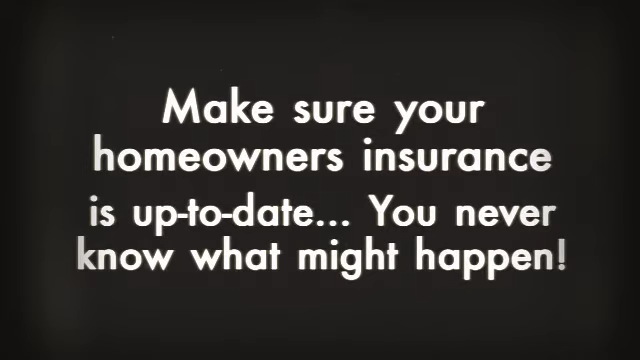 Make sure your
homeowners insurance
is up-to-date... You never
know what might happen!